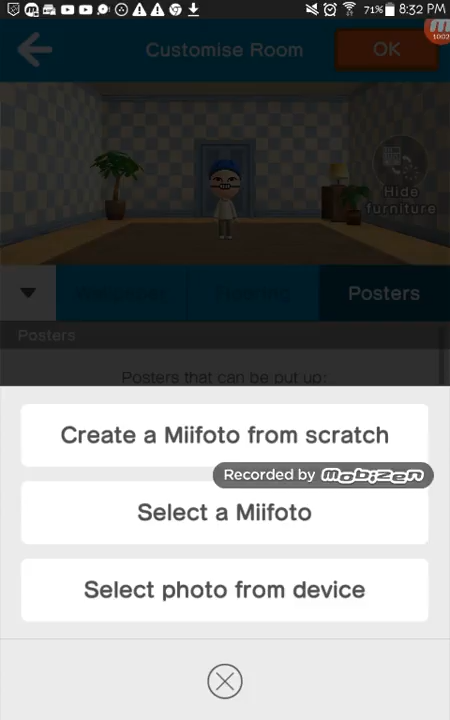 71% 8:32 PM
Customise Room
OK
1002
Hide
furniture
Posters
Posters
Posters that can be put up:
Create a Miifoto from scratch
Recorded by mobizen
Select a Miifoto
Select photo from device